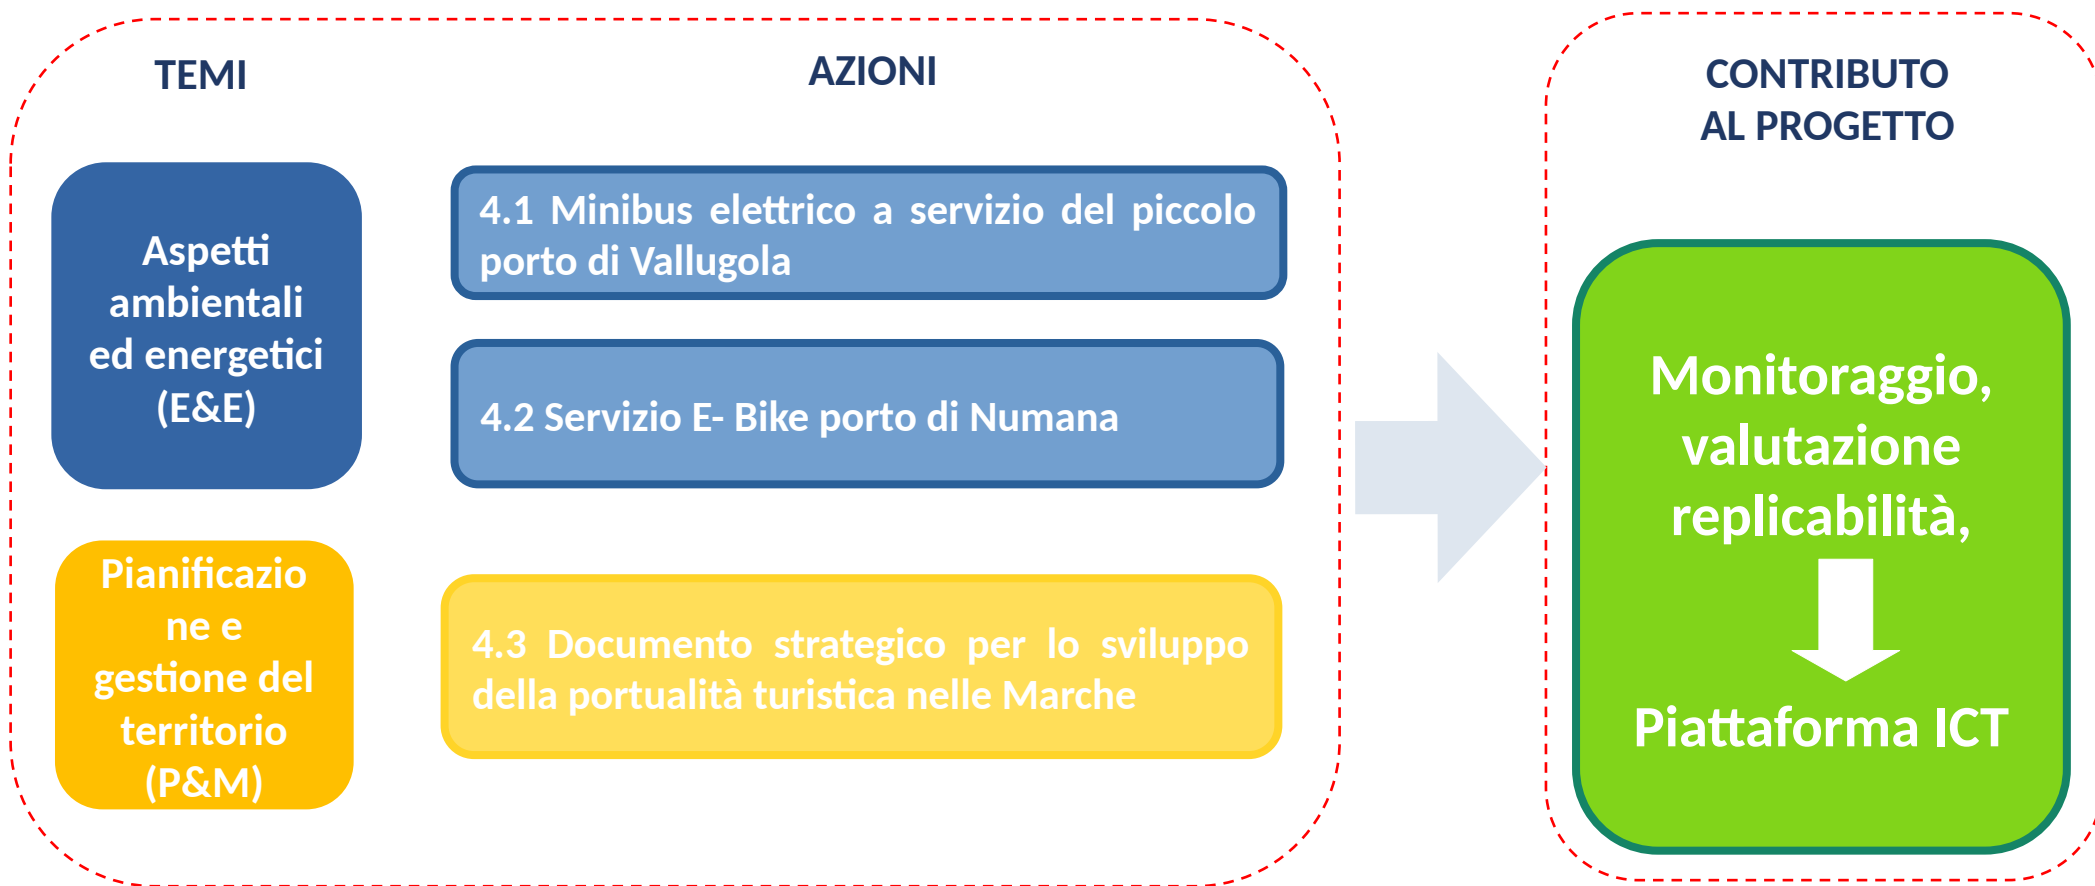 TEMI
AZIONI
CONTRIBUTO
AL PROGETTO
Aspetti
ambientali
ed energetici
(E&E)
4.1 Minibus elettrico a servizio del piccolo
porto di Vallugola
4.2 Servizio E- Bike porto di Numana
Pianificazio
ne e
gestione del
territorio
(P&M)
4.3 Documento strategico per lo sviluppo
della portualità turistica nelle Marche
Monitoraggio,
valutazione
replicabilità,
Piattaforma ICT